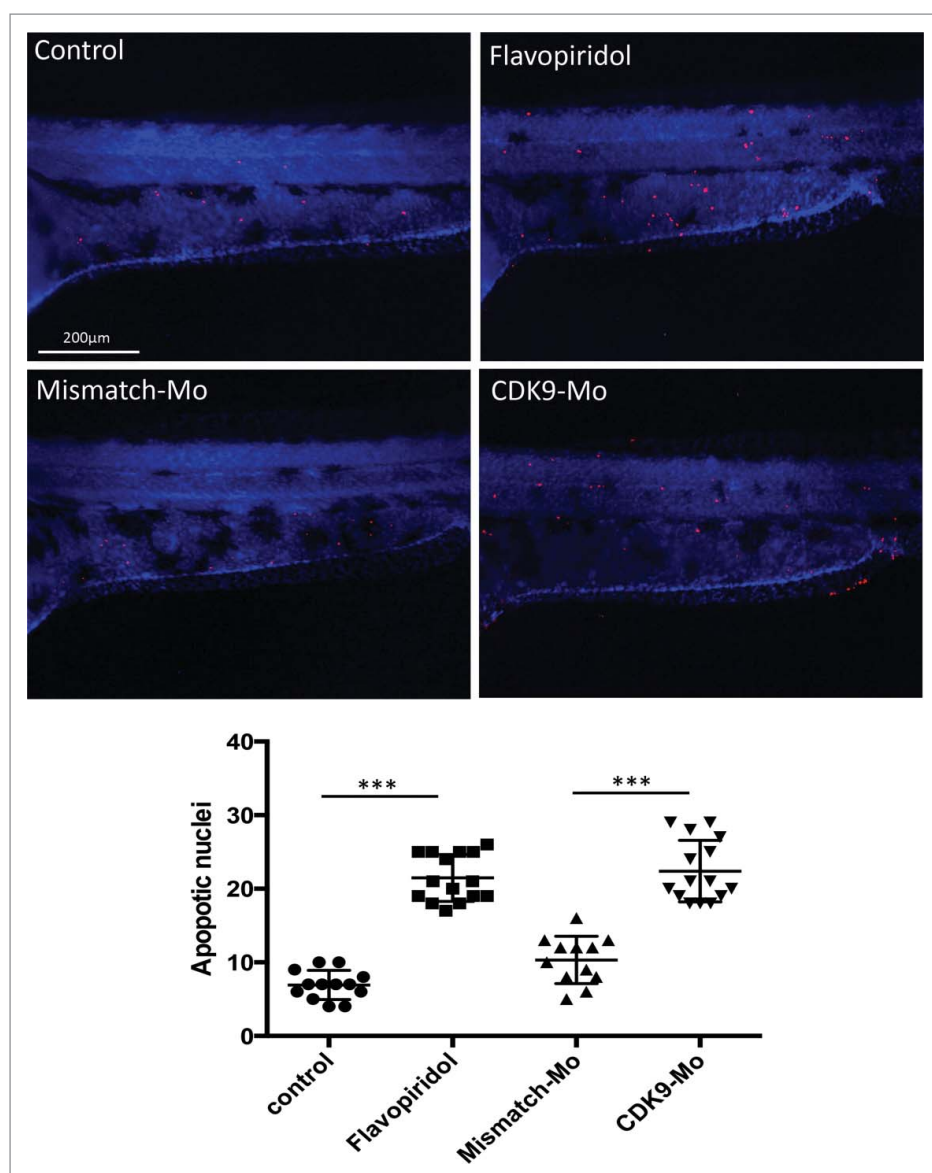 Control
Flavopiridol
200μm
Mismatch-Mo
CDK9-Mo
40
30
20
10
0
Apopotic nuclei
***
***
control
Flavopiridol
Mismatch-Mo
CDK9-Mo